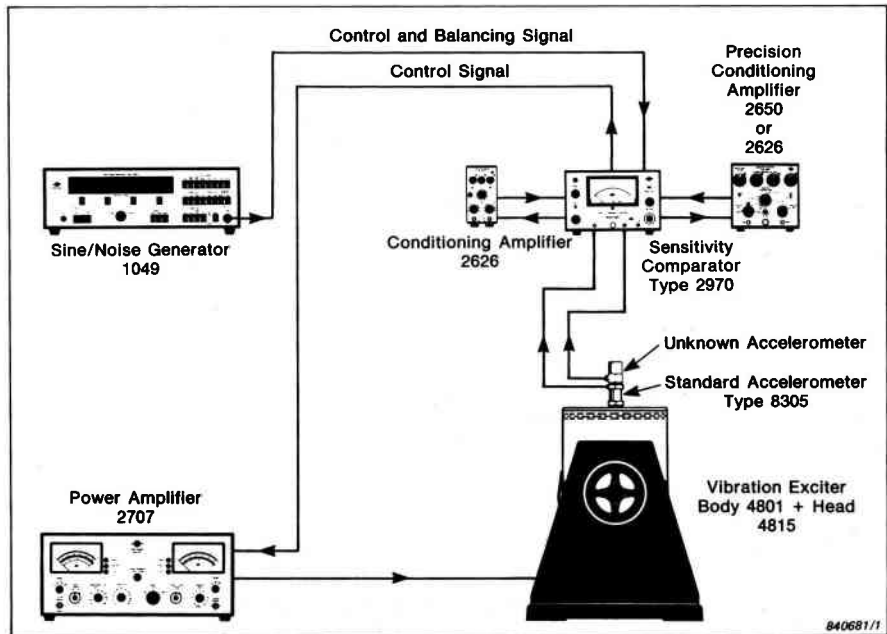 Control and Balancing Signal
Control Signal
Precision
Conditioning
Amplifier
2650
or
2626
Sine/Noise Generator
1049
Conditioning Amplifier
2626
Sensitivity
Comparator
Type 2970
Unknown Accelerometer
Standard Accelerometer
Type 8305
Power Amplifier
2707
Vibration Exciter
Body 4801 + Head
4815
840681/1